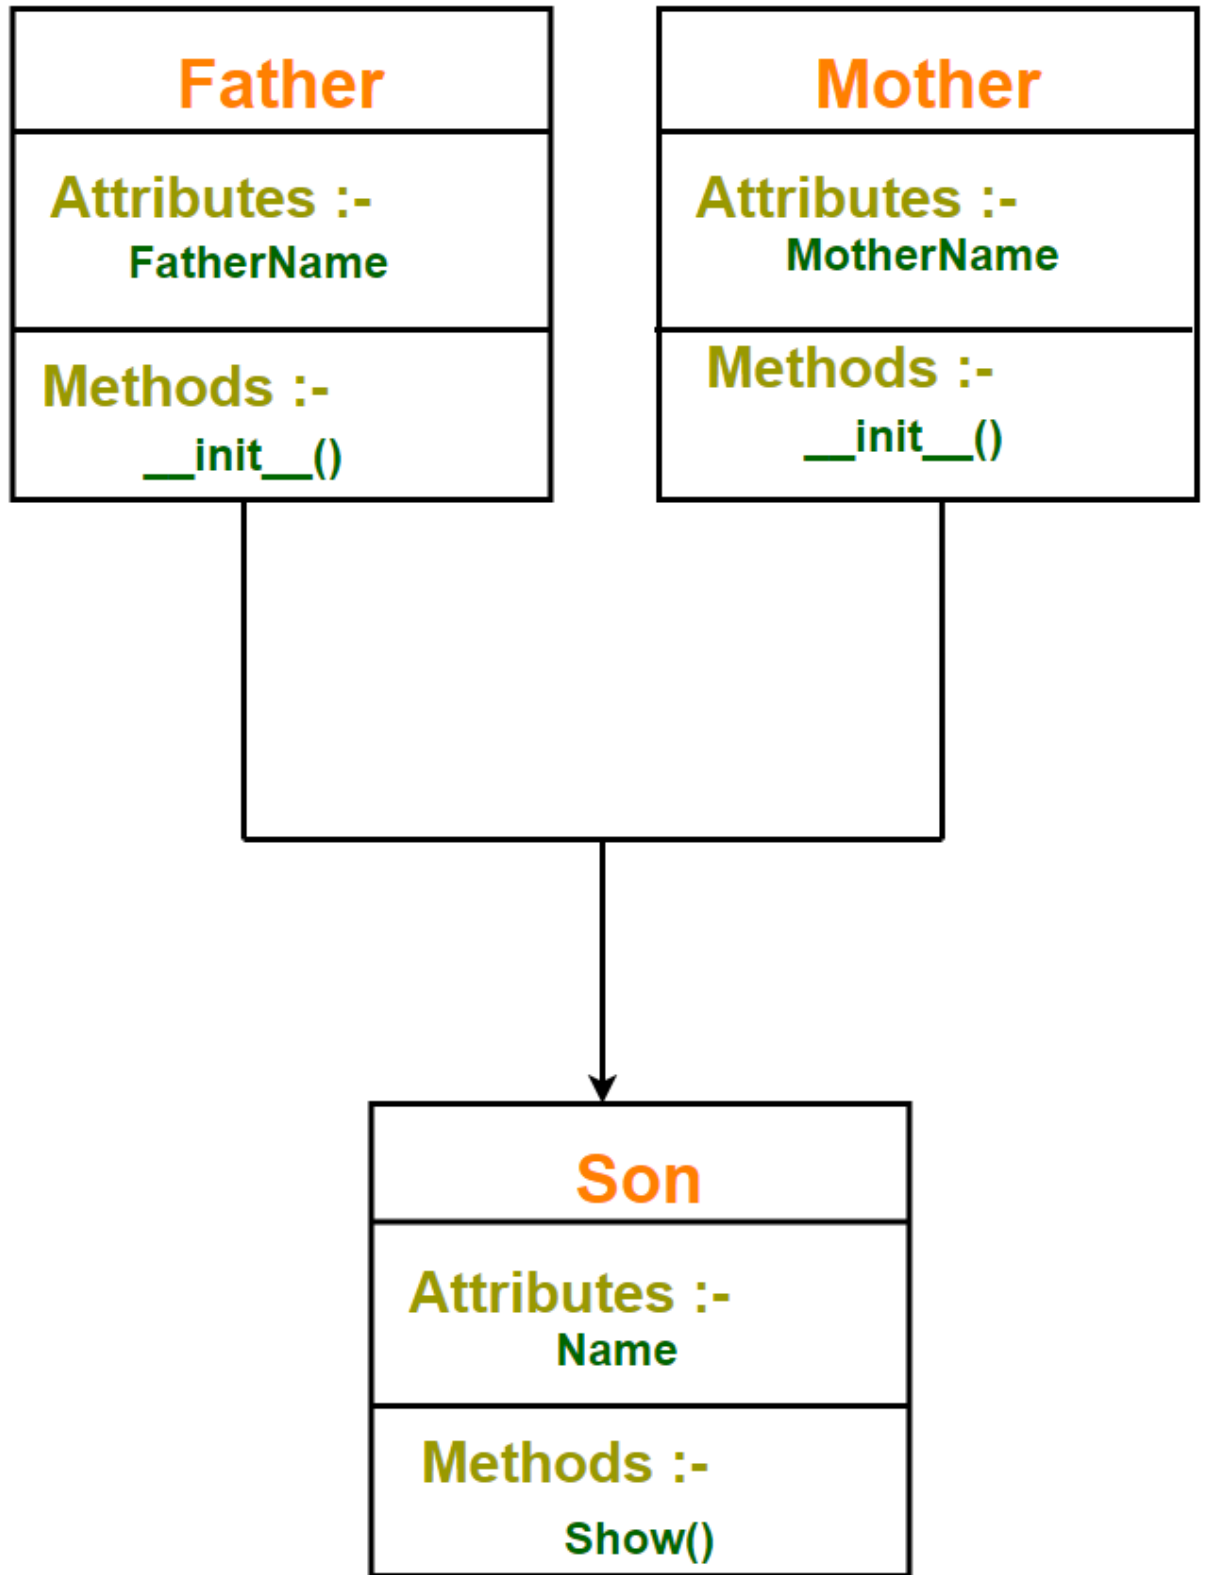 Father
Attributes :-
FatherName
Methods :-
__init__()
Mother
Attributes :-
MotherName
Methods :-
__init__()
Son
Attributes :-
Name
Methods :-
Show()